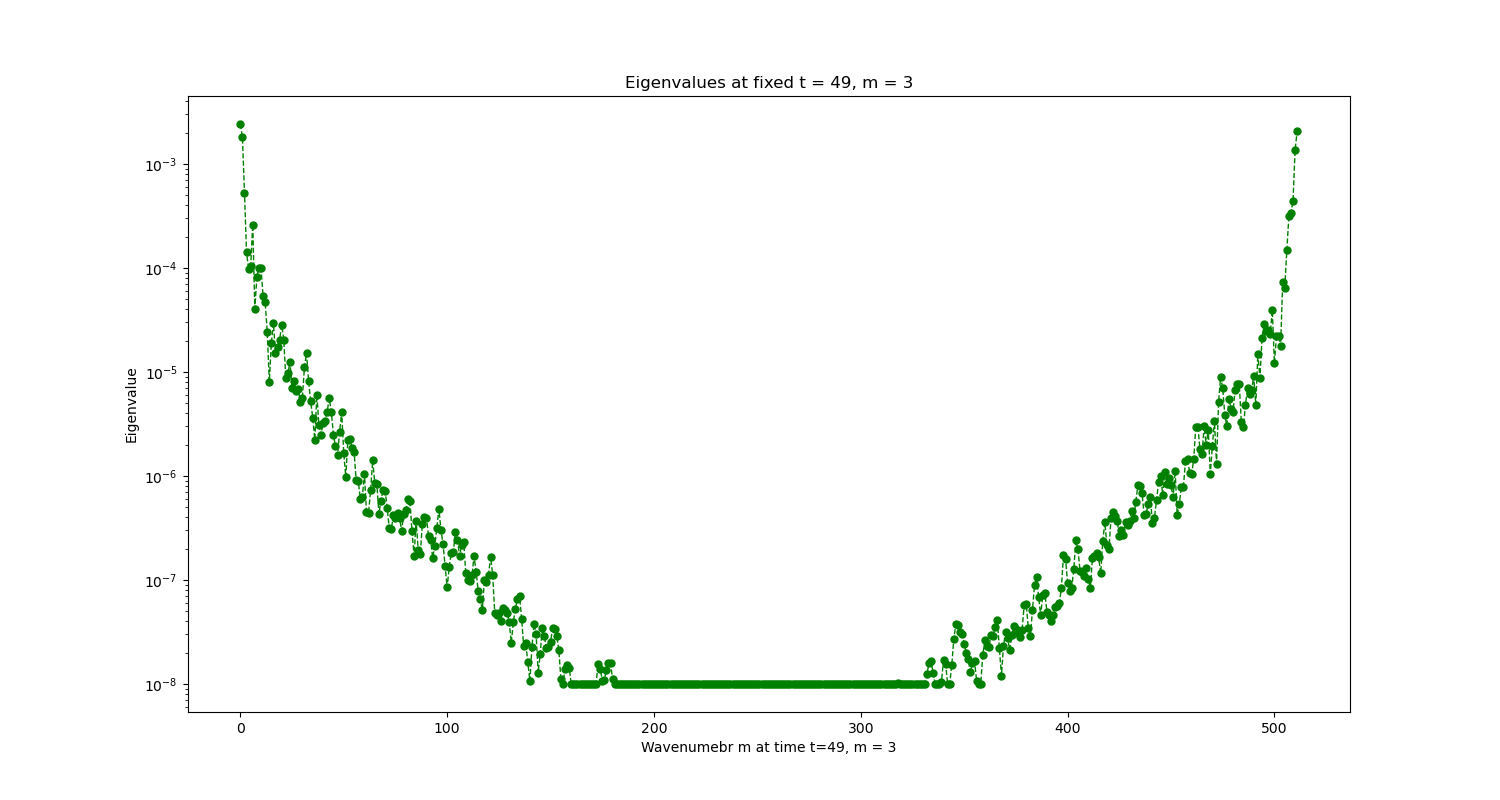 Eigenvalues at fixed t = 49, m = 3
10⁻³
10⁻⁴
10⁻⁵
10⁻⁶
10⁻⁷
10⁻⁸
Eigenvalue
0 100 200 300 400 500
Wavenumebr m at time t=49, m = 3